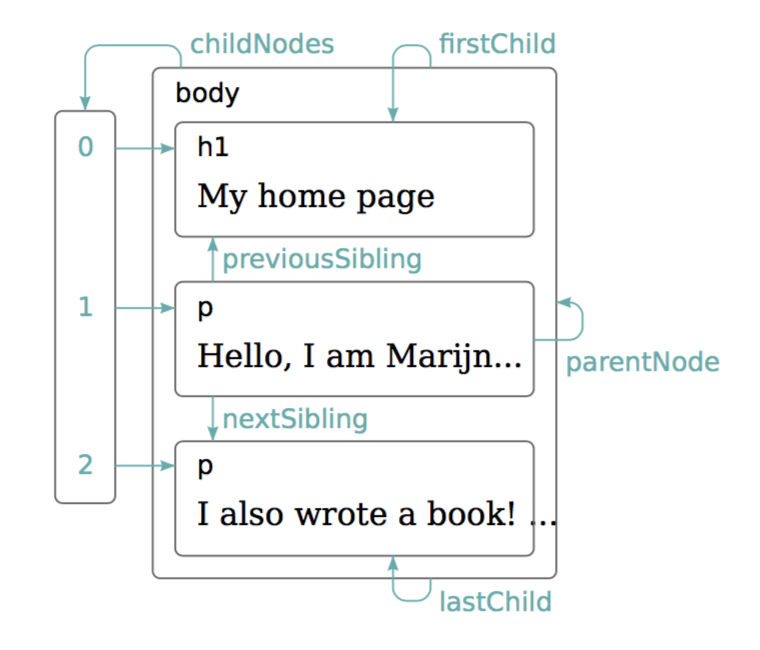 childNodes
firstChild
body
0
h1
My home page
previousSibling
1
p
Hello, I am Marijn...
parentNode
nextSibling
2
p
I also wrote a book! ...
lastChild